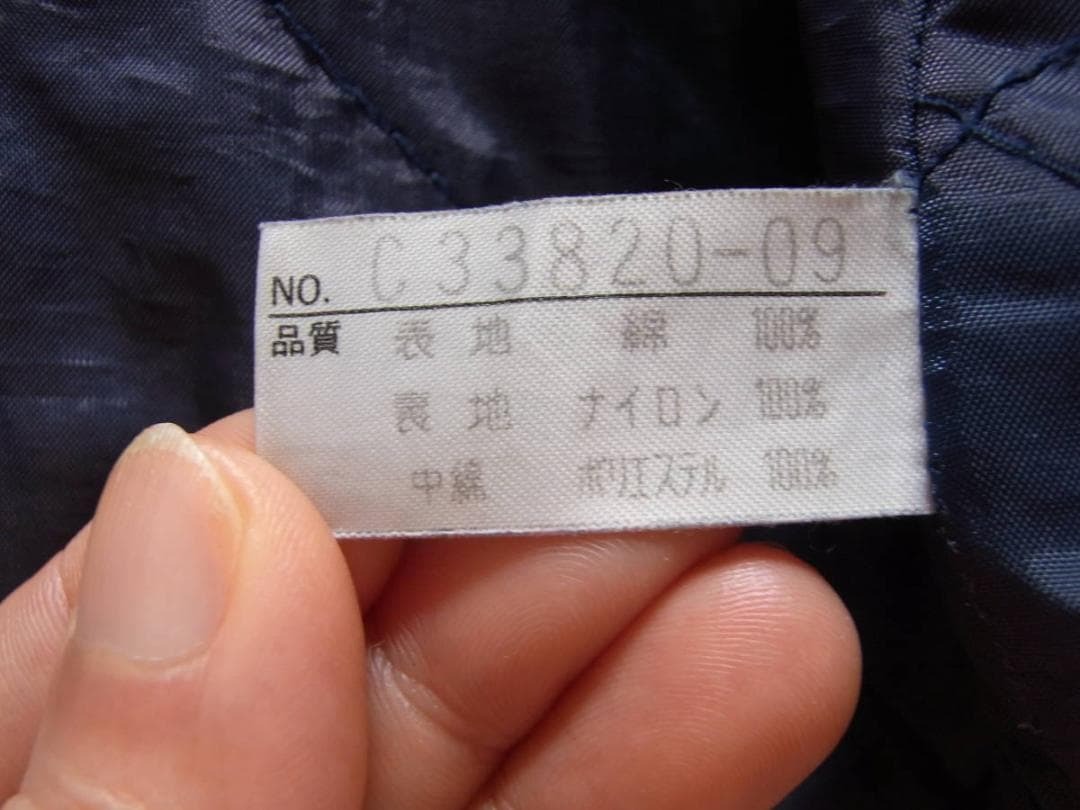 NO. C33820-09
品質 表地 綿 100%
裏地 ナイロン 100%
中綿 ポリエステル 100%